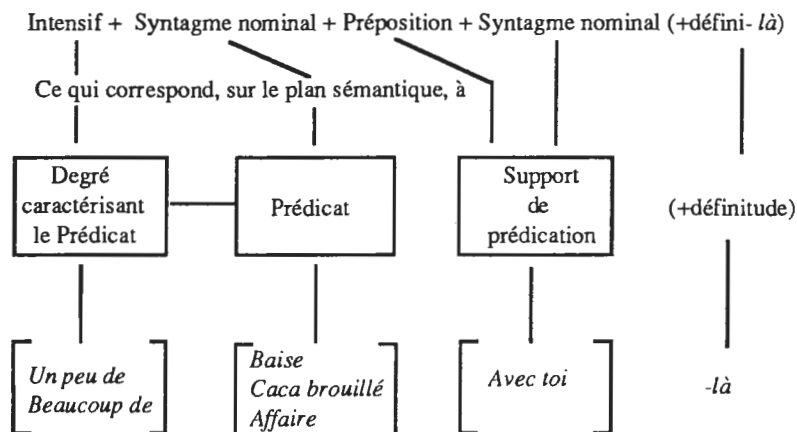 Intensif + Syntagme nominal + Préposition + Syntagme nominal (+défini- là)
Ce qui correspond, sur le plan sémantique, à
Degré
caractérisant
le Prédicat
Prédicat
Support
de
prédication
(+définitude)
Un peu de
Beaucoup de
Baise
Caca brouillé
Affaire
Avec toi
-là